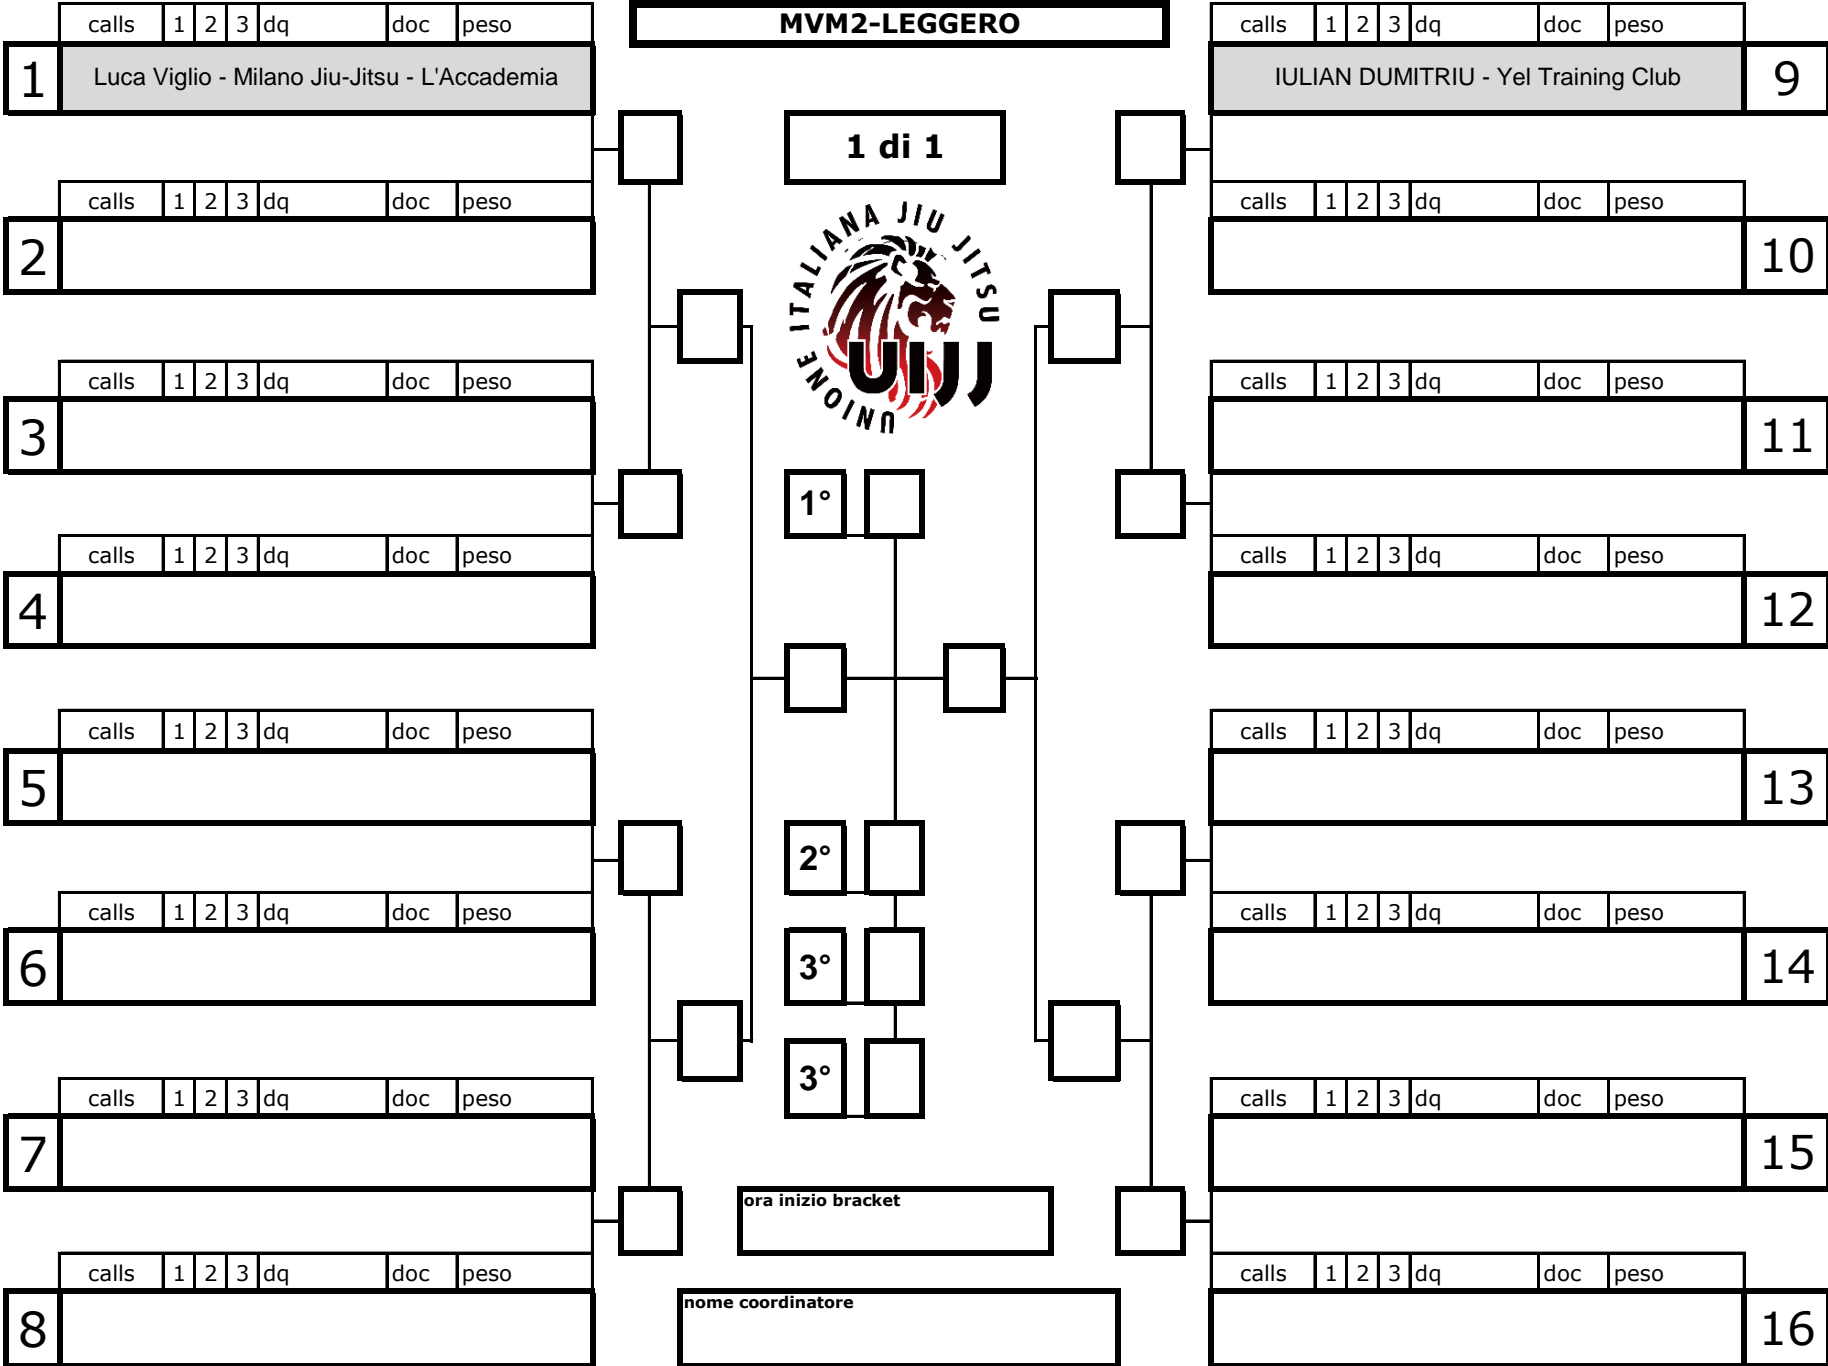 calls 1 2 3 dq doc peso
MVM2-LEGGERO
calls 1 2 3 dq doc peso
1 Luca Viglio - Milano Jiu-Jitsu - L'Accademia
IULIAN DUMITRIU - Yel Training Club 9
1 di 1
calls 1 2 3 dq doc peso
calls 1 2 3 dq doc peso
2
10
UNIONE ITALIANA JIU JITSU
UIJJ
calls 1 2 3 dq doc peso
calls 1 2 3 dq doc peso
3
11
1°
calls 1 2 3 dq doc peso
calls 1 2 3 dq doc peso
4
12
calls 1 2 3 dq doc peso
calls 1 2 3 dq doc peso
5
13
2°
calls 1 2 3 dq doc peso
calls 1 2 3 dq doc peso
6
3°
14
3°
calls 1 2 3 dq doc peso
calls 1 2 3 dq doc peso
7
15
ora inizio bracket
calls 1 2 3 dq doc peso
calls 1 2 3 dq doc peso
nome coordinatore
8
16